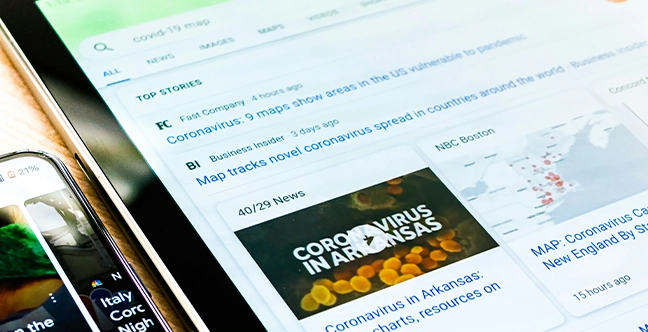 covid-19 map
ALL NEWS IMAGES MAPS VIDEOS
TOP STORIES
FC Fast Company 4 hours ago
Coronavirus: 9 maps show areas in the US vulnerable to pandemic
BI Business Insider 3 days ago
Map tracks novel coronavirus spread in countries around the world - Business Insider
40/29 News
CORONAVIRUS
IN ARKANSAS
Coronavirus in Arkansas:
charts, resources on
NBC Boston
MAP: Coronavirus Ca
New England By St
15 hours ago
Concord
21%
N
Italy
Coro
Nigh
n the